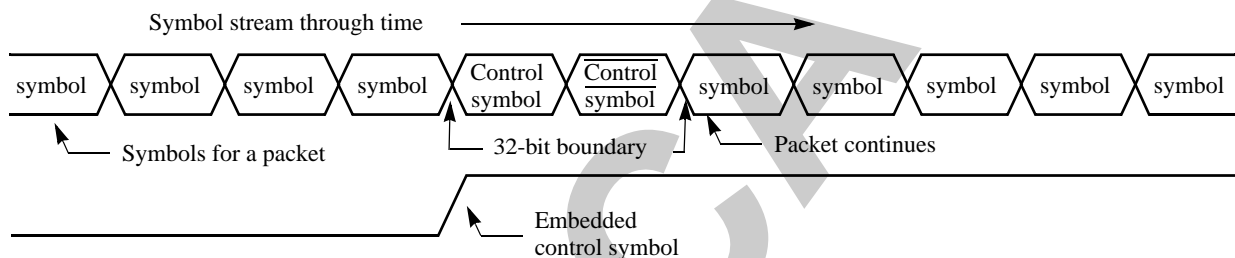 Symbol stream through time
symbol symbol symbol symbol Control symbol Control symbol symbol symbol symbol symbol symbol
Symbols for a packet
32-bit boundary
Packet continues
Embedded
control symbol
CA